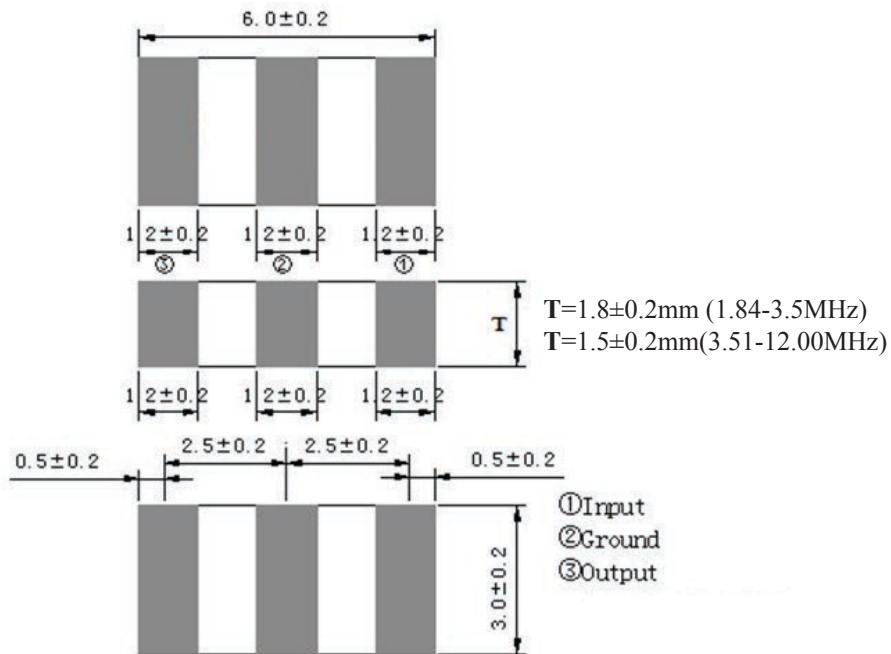 6.0±0.2
1.2±0.2 1.2±0.2 1.2±0.2
③ ② ①
T
T=1.8±0.2mm (1.84-3.5MHz)
T=1.5±0.2mm(3.51-12.00MHz)
1.2±0.2 1.2±0.2 1.2±0.2
2.5±0.2 2.5±0.2
0.5±0.2 0.5±0.2
①Input
②Ground
③Output
3.0±0.2